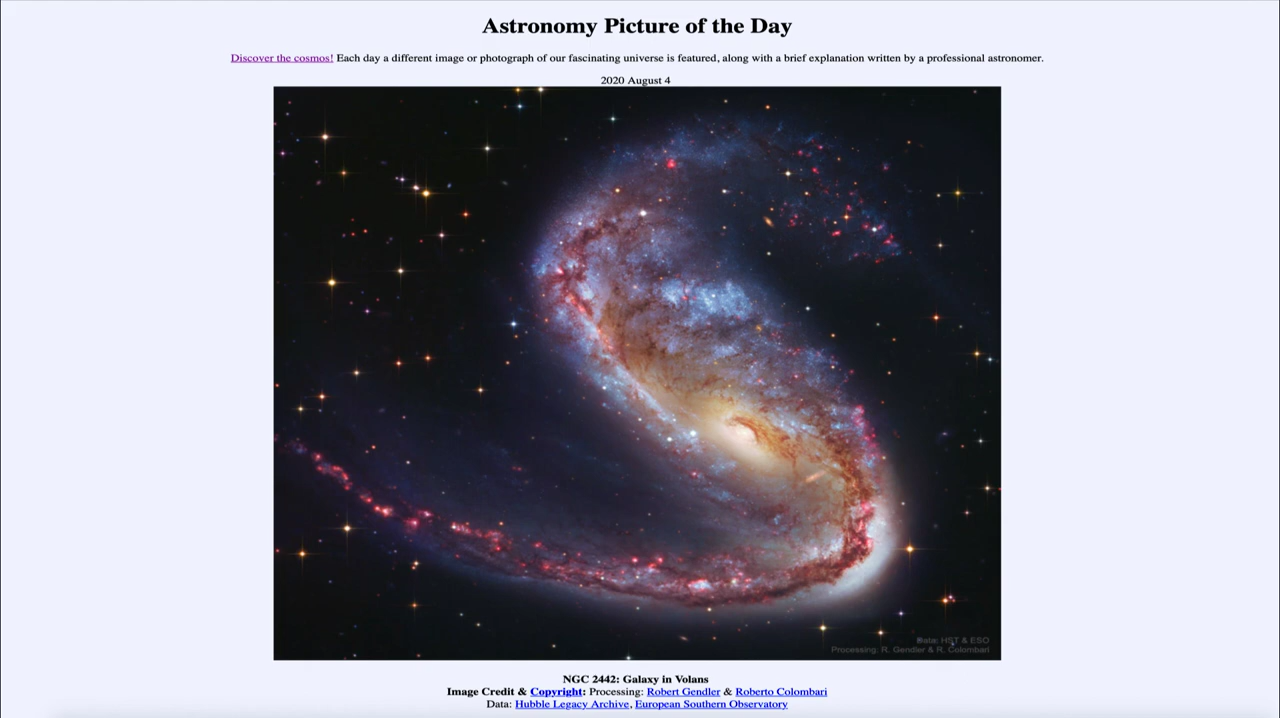 Astronomy Picture of the Day
Discover the cosmos! Each day a different image or photograph of our fascinating universe is featured, along with a brief explanation written by a professional astronomer.
2020 August 4
Data: HST & ESO
Processing: R. Gendler & R. Colombari
NGC 2442: Galaxy in Volans
Image Credit & Copyright: Processing: Robert Gendler & Roberto Colombari
Data: Hubble Legacy Archive, European Southern Observatory